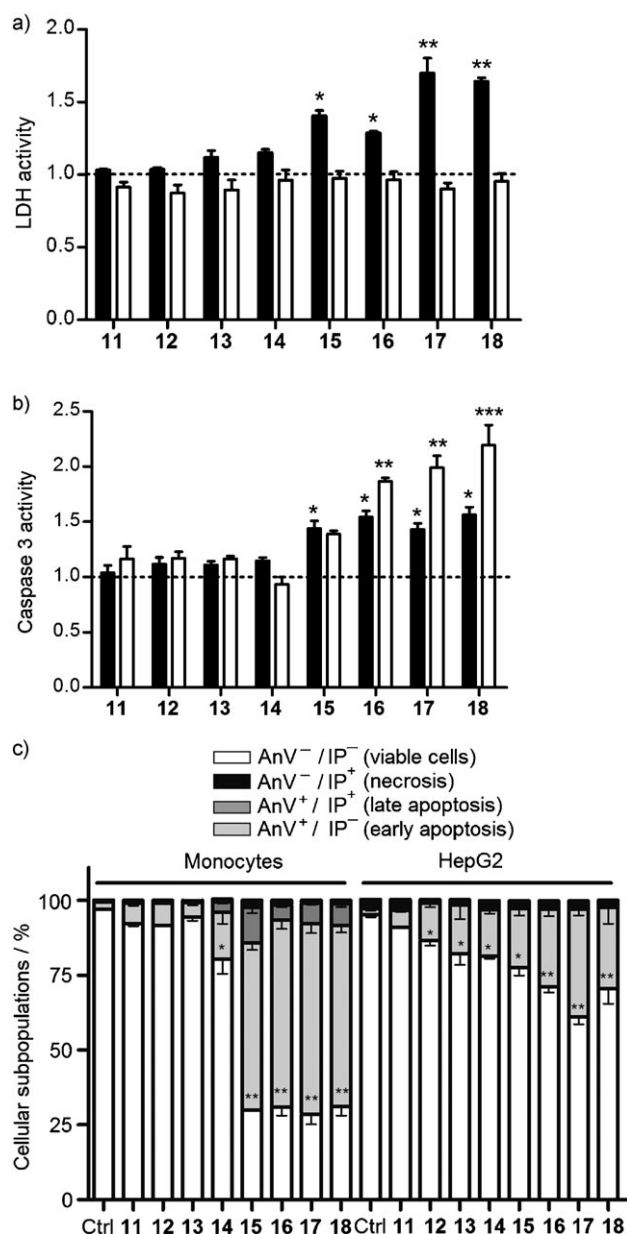 a)
2.0
1.5
1.0
0.5
0.0
LDH activity
* * ** **
11 12 13 14 15 16 17 18
b)
2.5
2.0
1.5
1.0
0.5
0.0
Caspase 3 activity
* * ** * ** * ***
11 12 13 14 15 16 17 18
c)
AnV⁻ / IP⁻ (viable cells)
AnV⁻ / IP⁺ (necrosis)
AnV⁺ / IP⁺ (late apoptosis)
AnV⁺ / IP⁻ (early apoptosis)
Monocytes HepG2
100
75
50
25
0
Cellular subpopulations / %
* ** ** ** ** * * * * ** ** **
Ctrl 11 12 13 14 15 16 17 18 Ctrl 11 12 13 14 15 16 17 18